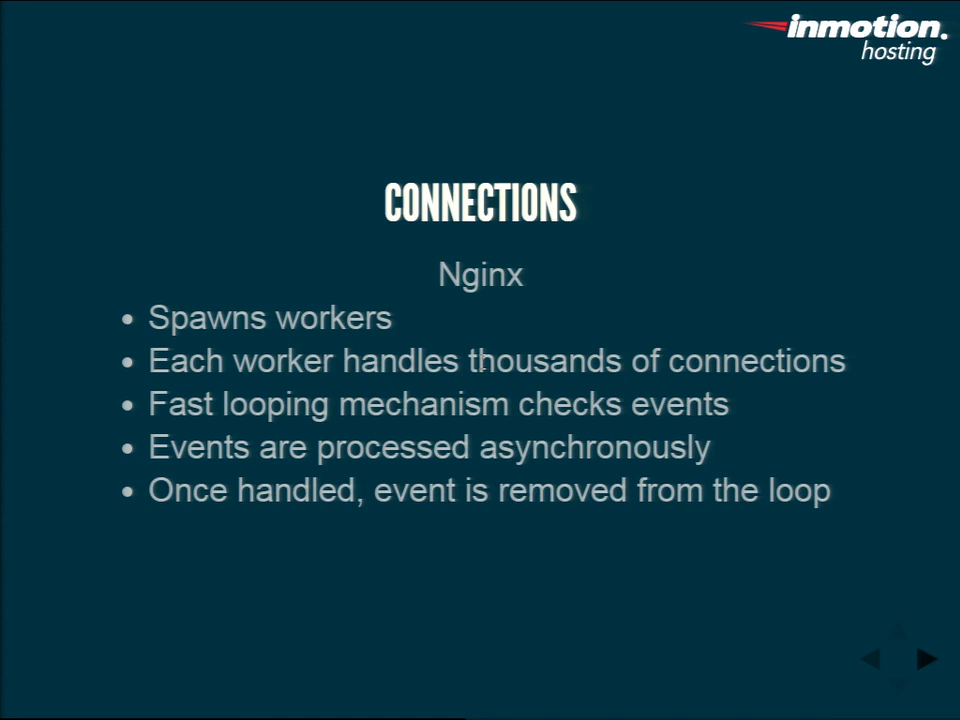 inmotion.
hosting
CONNECTIONS
Nginx
• Spawns workers
• Each worker handles thousands of connections
• Fast looping mechanism checks events
• Events are processed asynchronously
• Once handled, event is removed from the loop